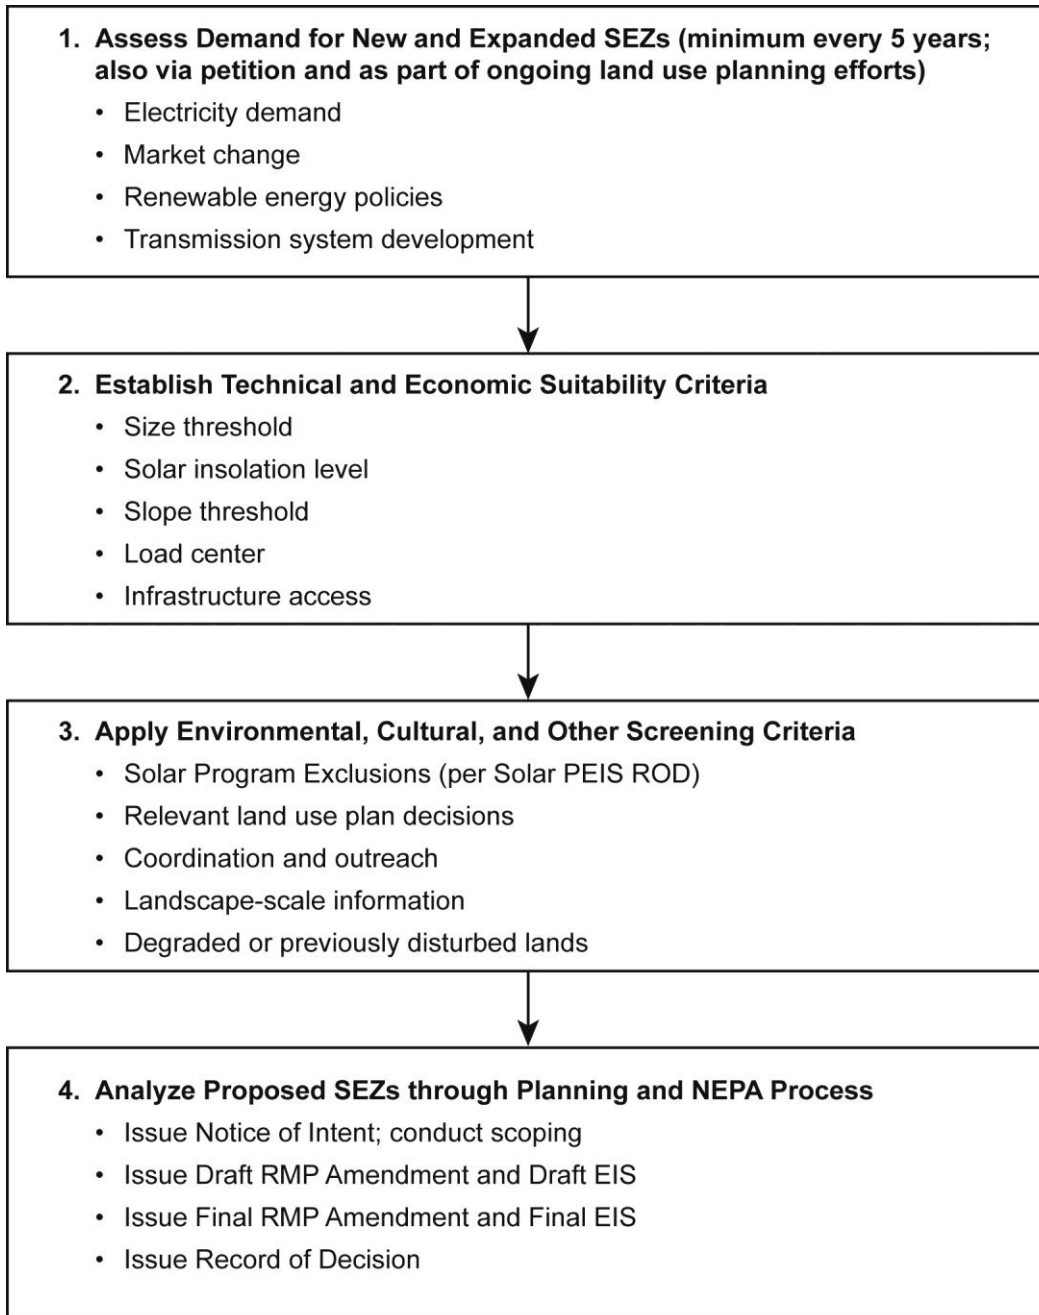 1. Assess Demand for New and Expanded SEZs (minimum every 5 years;
also via petition and as part of ongoing land use planning efforts)
• Electricity demand
• Market change
• Renewable energy policies
• Transmission system development
2. Establish Technical and Economic Suitability Criteria
• Size threshold
• Solar insolation level
• Slope threshold
• Load center
• Infrastructure access
3. Apply Environmental, Cultural, and Other Screening Criteria
• Solar Program Exclusions (per Solar PEIS ROD)
• Relevant land use plan decisions
• Coordination and outreach
• Landscape-scale information
• Degraded or previously disturbed lands
4. Analyze Proposed SEZs through Planning and NEPA Process
• Issue Notice of Intent; conduct scoping
• Issue Draft RMP Amendment and Draft EIS
• Issue Final RMP Amendment and Final EIS
• Issue Record of Decision